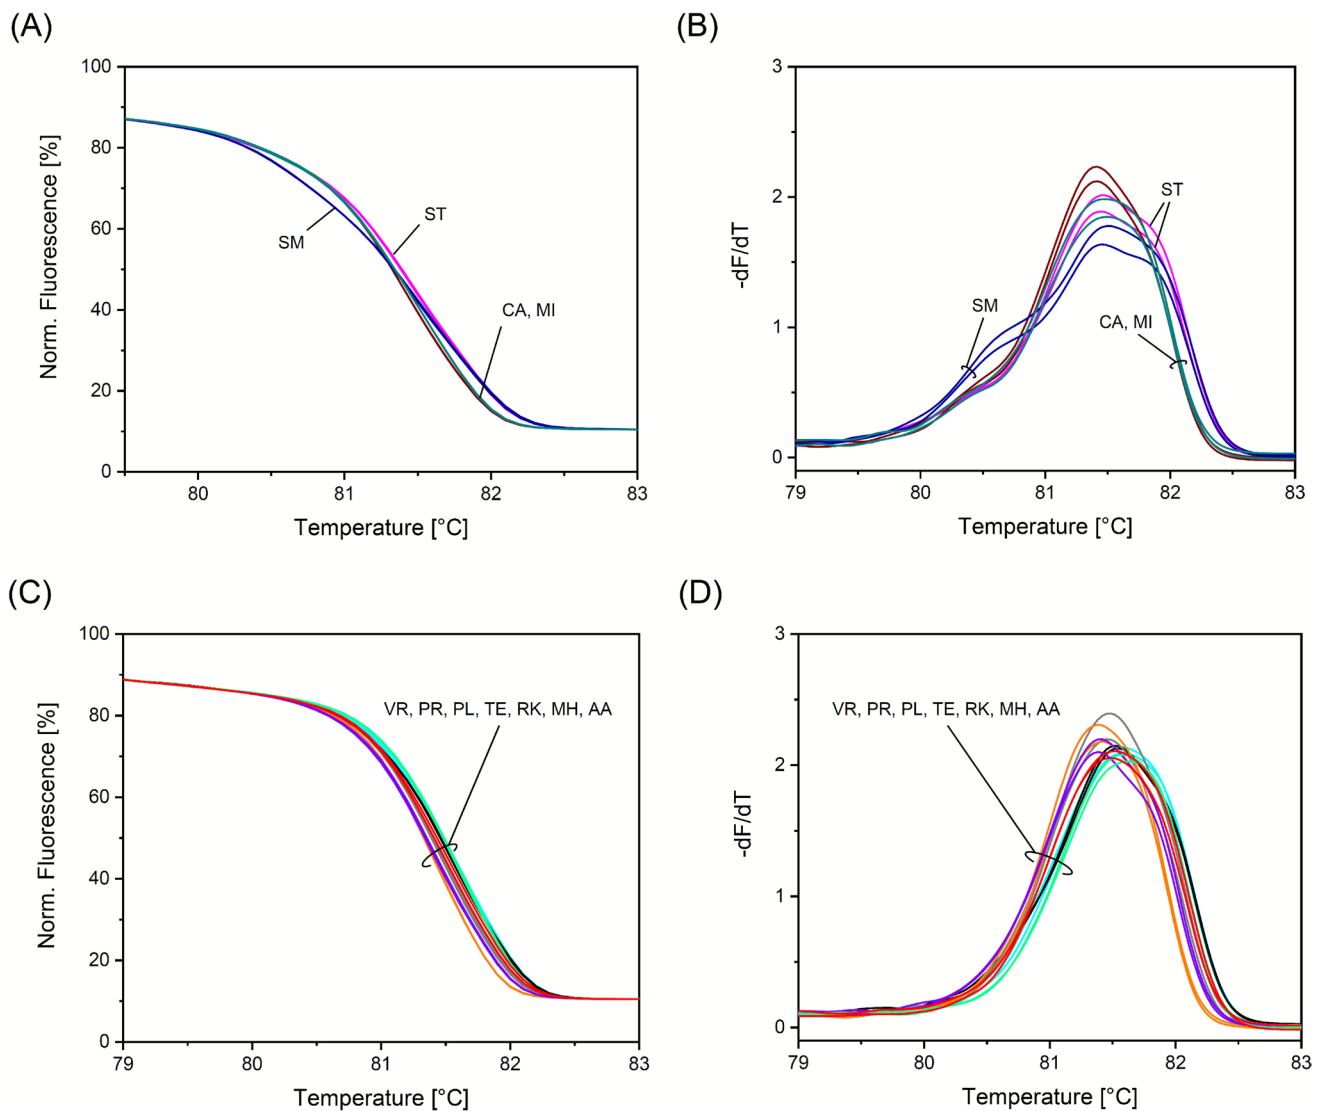 (A)
100
80
60
40
20
0
Norm. Fluorescence [%]
ST
SM
CA, MI
80
81
82
83
Temperature [°C]
(B)
3
2
1
0
-dF/dT
ST
SM
CA, MI
79
80
81
82
83
Temperature [°C]
(C)
100
80
60
40
20
0
Norm. Fluorescence [%]
VR, PR, PL, TE, RK, MH, AA
79
80
81
82
83
Temperature [°C]
(D)
3
2
1
0
-dF/dT
VR, PR, PL, TE, RK, MH, AA
79
80
81
82
83
Temperature [°C]